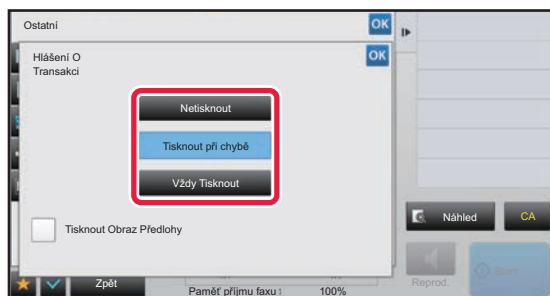 Ostatní
OK
Hlášení O
Transakci
OK
Netisknout
Tisknout při chybě
Vždy Tisknout
Tisknout Obraz Předlohy
Náhled
CA
Zpět
Paměť příjmu faxu :
100%
Reprod.
Start